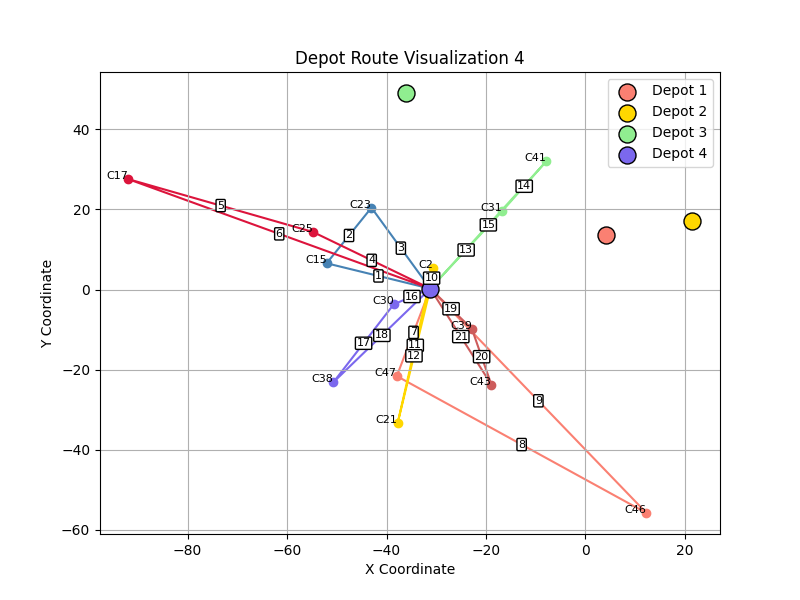 Depot Route Visualization 4
Depot 1
Depot 2
Depot 3
Depot 4
40
20
0
−20
−40
−60
−80
−60
−40
−20
0
20
X Coordinate
Y Coordinate
C17
C25
C23
C15
C41
C31
C2
C30
C38
C39
C43
C47
C21
C46
1
2
3
4
5
6
7
8
9
10
11
12
13
14
15
16
17
18
19
20
21